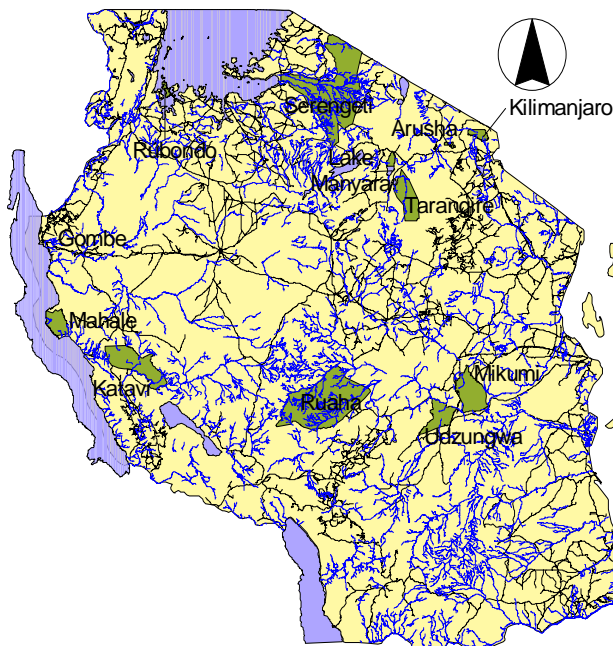 Kilimanjaro
Serengeti
Arusha
Rubondo
Lake
Manyara
Tarangire
Gombe
Mahale
Katavi
Mikumi
Ruaha
Udzungwa